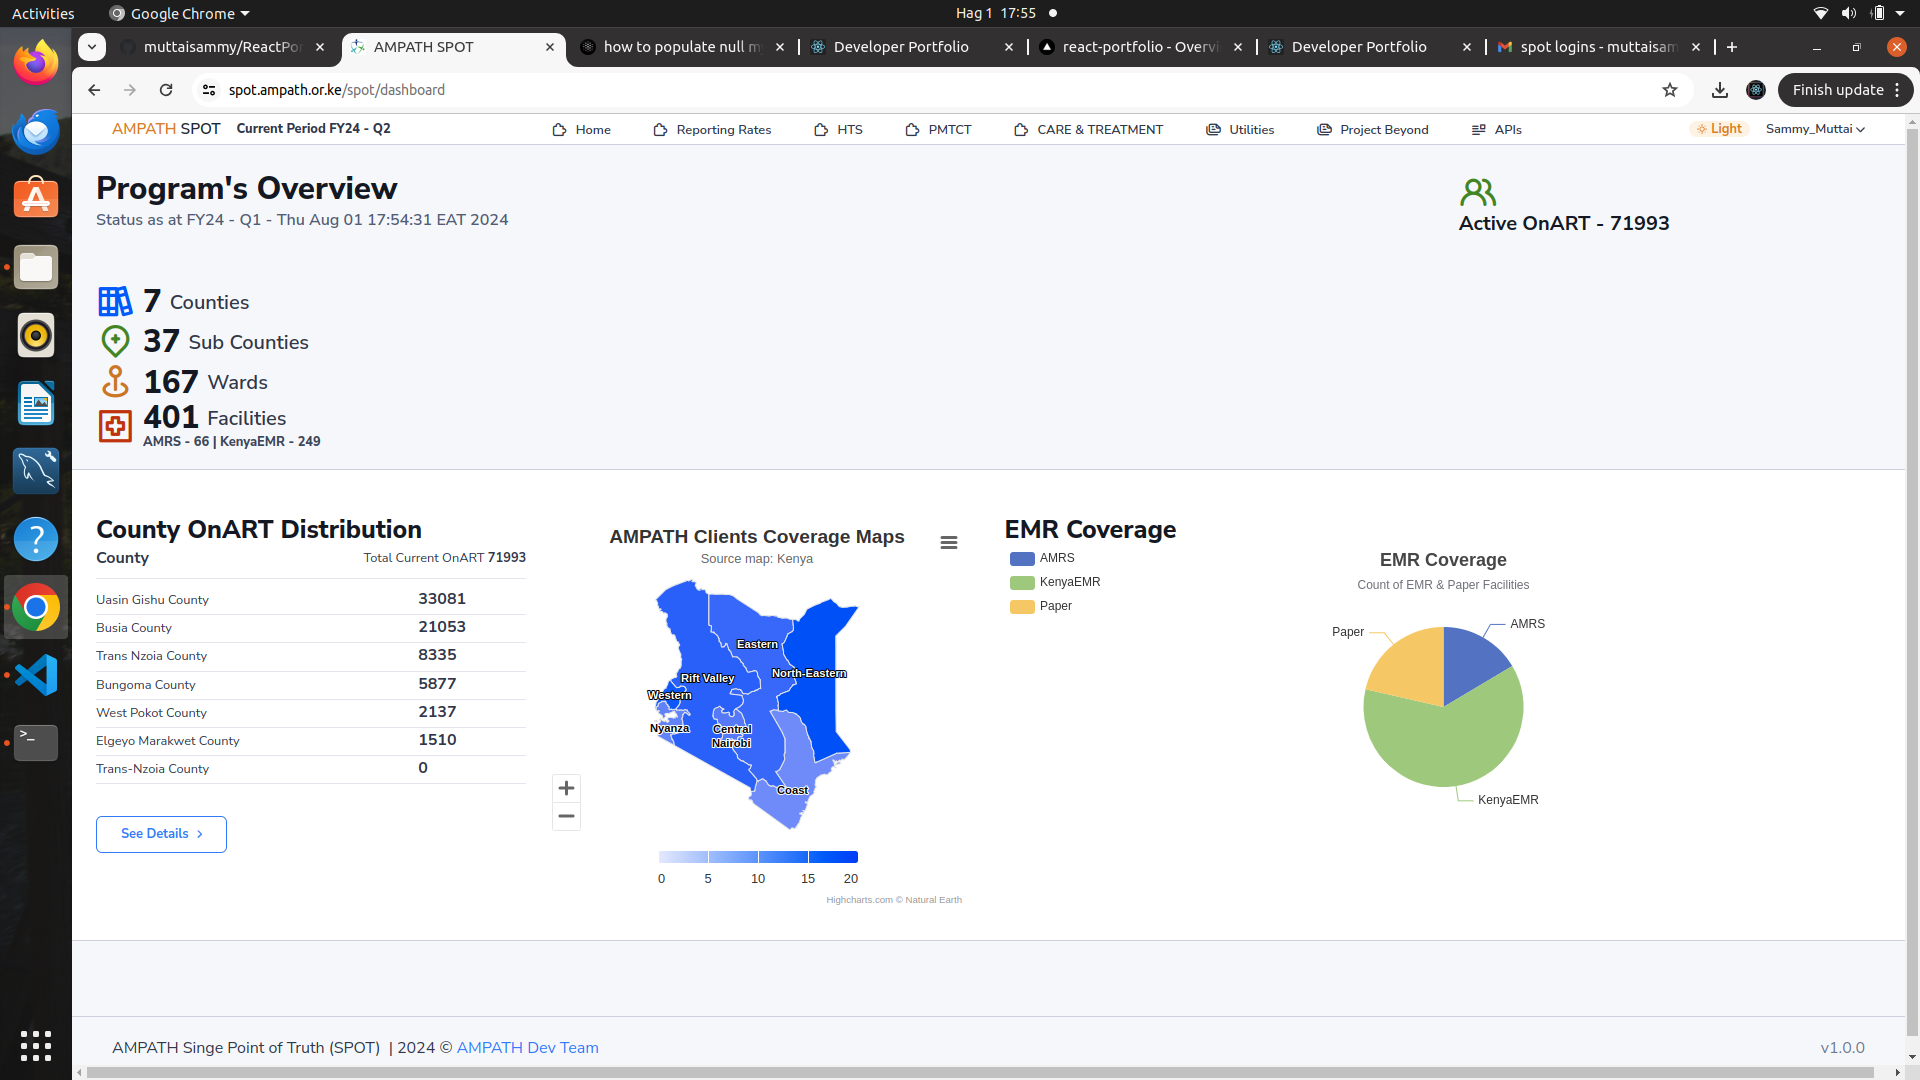 Activities
Google Chrome
Hag 1 17:55
muttaisammy/ReactPo
AMPATH SPOT
how to populate null m
Developer Portfolio
react-portfolio - Overvi
Developer Portfolio
spot logins - muttaisam
spot.ampath.or.ke/spot/dashboard
Finish update
AMPATH SPOT
Current Period FY24 - Q2
Home
Reporting Rates
HTS
PMTCT
CARE & TREATMENT
Utilities
Project Beyond
APIs
Light
Sammy_Muttai
Program's Overview
Status as at FY24 - Q1 - Thu Aug 01 17:54:31 EAT 2024
Active OnART - 71993
7 Counties
37 Sub Counties
167 Wards
401 Facilities
AMRS - 66 | KenyaEMR - 249
County OnART Distribution
County
Total Current OnART 71993
Uasin Gishu County 33081
Busia County 21053
Trans Nzoia County 8335
Bungoma County 5877
West Pokot County 2137
Elgeyo Marakwet County 1510
Trans-Nzoia County 0
See Details
AMPATH Clients Coverage Maps
Source map: Kenya
Eastern
North-Eastern
Rift Valley
Western
Nyanza
Central
Nairobi
Coast
0 5 10 15 20
Highcharts.com © Natural Earth
EMR Coverage
AMRS
KenyaEMR
Paper
EMR Coverage
Count of EMR & Paper Facilities
AMRS
Paper
KenyaEMR
AMPATH Singe Point of Truth (SPOT) | 2024 © AMPATH Dev Team
v1.0.0